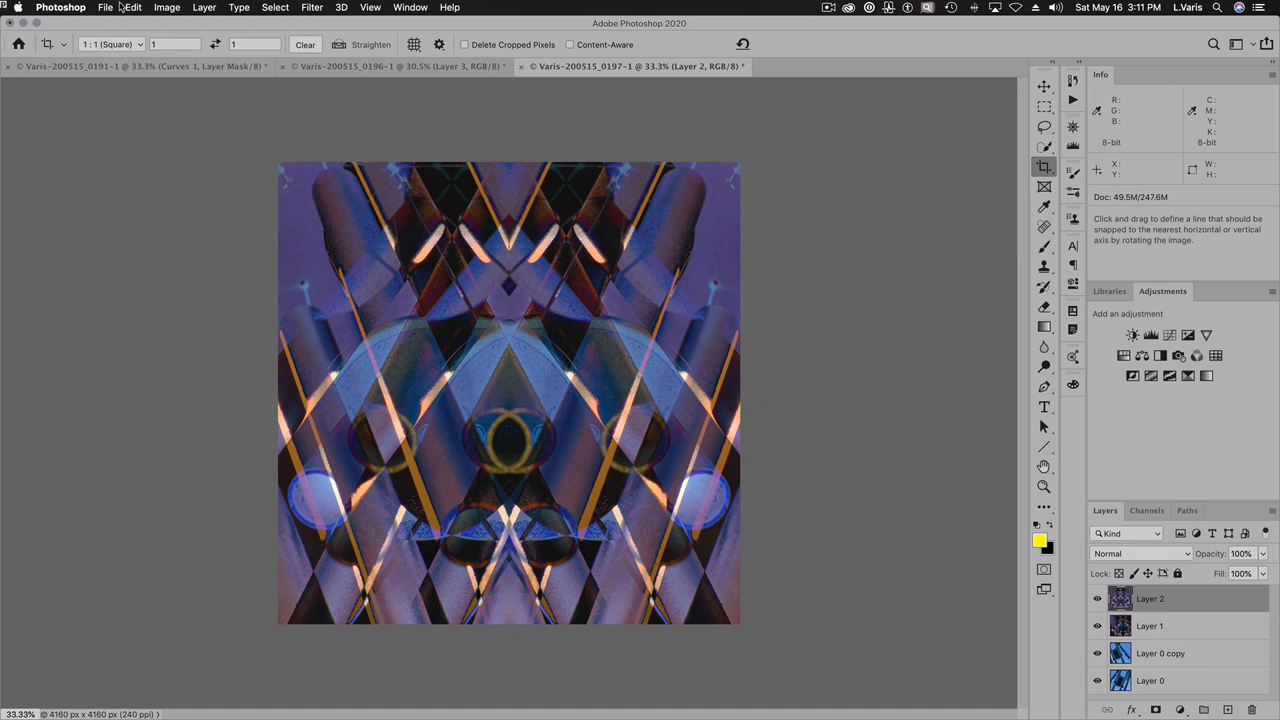 Photoshop File Edit Image Layer Type Select Filter 3D View Window Help Sat May 16 3:11 PM L.Varis
Adobe Photoshop 2020
1 : 1 (Square) 1 1 Clear Straighten Delete Cropped Pixels Content-Aware
× © Varis-200515_0191-1 @ 33.3% (Curves 1, Layer Mask/8) * × © Varis-200515_0196-1 @ 30.5% (Layer 3, RGB/8) * × © Varis-200515_0197-1 @ 33.3% (Layer 2, RGB/8) *
Info
R: C:
G: M:
B: Y:
K:
8-bit 8-bit
X: W:
Y: H:
Doc: 49.5M/247.6M
Click and drag to define a line that should be
snapped to the nearest horizontal or vertical
axis by rotating the image.
Libraries Adjustments
Add an adjustment
Layers Channels Paths
Kind
Normal Opacity: 100%
Lock: Fill: 100%
Layer 2
Layer 1
Layer 0 copy
Layer 0
33.33% © 4160 px x 4160 px (240 ppi)